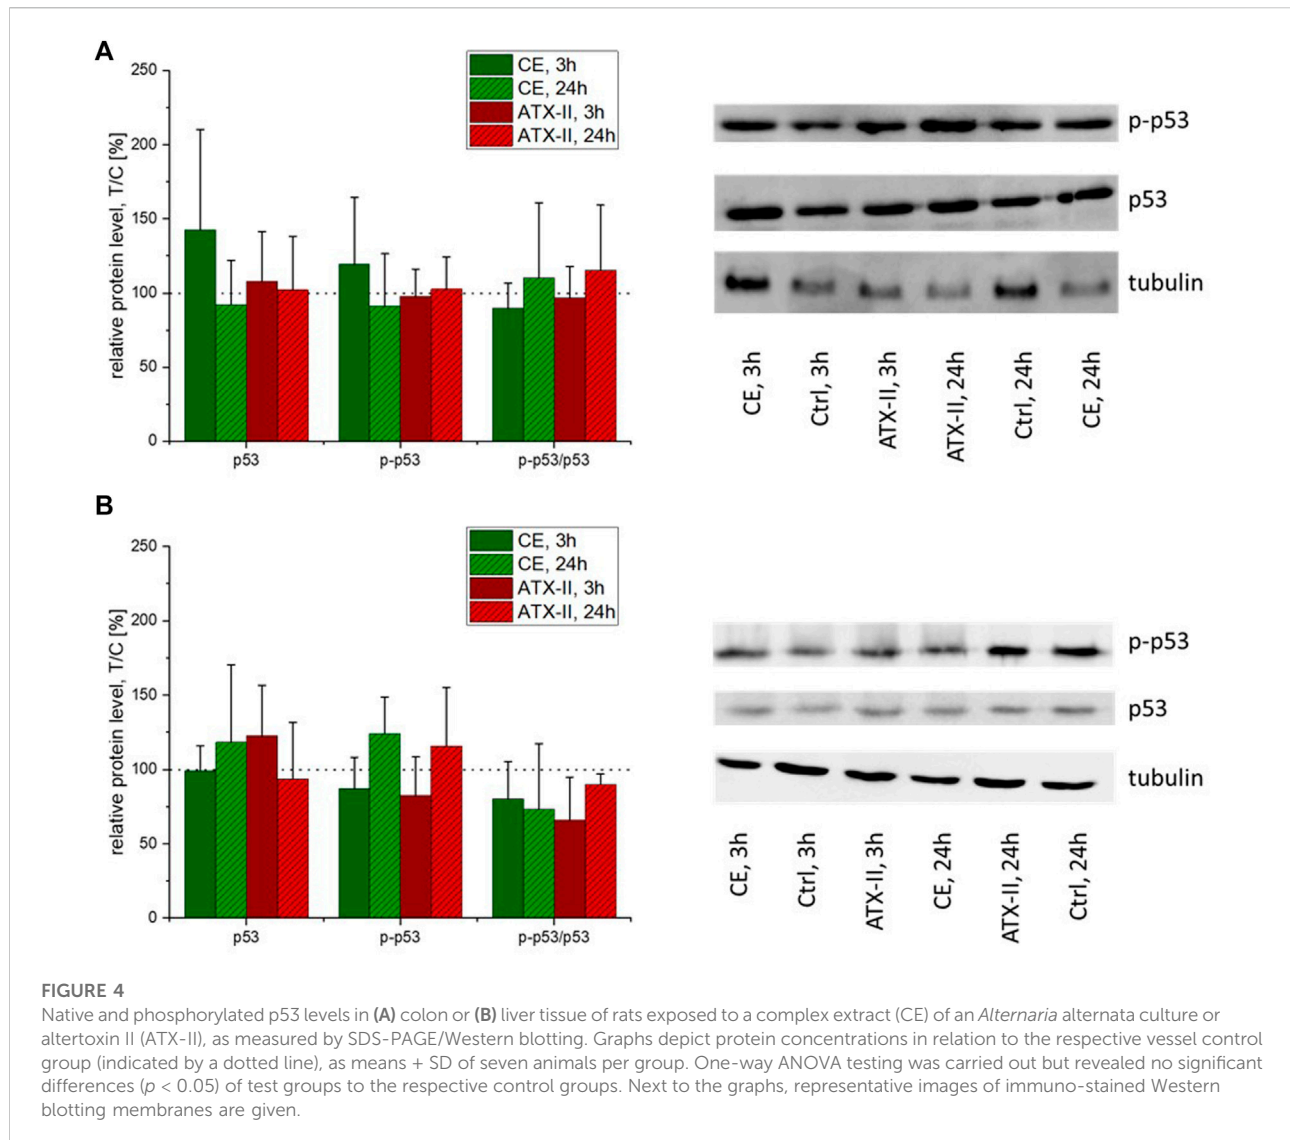 A
250
200
150
100
50
0
relative protein level, T/C [%]
CE, 3h
CE, 24h
ATX-II, 3h
ATX-II, 24h
p53
p-p53
p-p53/p53
p-p53
p53
tubulin
CE, 3h
Ctrl, 3h
ATX-II, 3h
ATX-II, 24h
Ctrl, 24h
CE, 24h
B
250
200
150
100
50
0
relative protein level, T/C [%]
CE, 3h
CE, 24h
ATX-II, 3h
ATX-II, 24h
p53
p-p53
p-p53/p53
p-p53
p53
tubulin
CE, 3h
Ctrl, 3h
ATX-II, 3h
CE, 24h
ATX-II, 24h
Ctrl, 24h
FIGURE 4
Native and phosphorylated p53 levels in (A) colon or (B) liver tissue of rats exposed to a complex extract (CE) of an Alternaria alternata culture or
altertoxin II (ATX-II), as measured by SDS-PAGE/Western blotting. Graphs depict protein concentrations in relation to the respective vessel control
group (indicated by a dotted line), as means + SD of seven animals per group. One-way ANOVA testing was carried out but revealed no significant
differences (p < 0.05) of test groups to the respective control groups. Next to the graphs, representative images of immuno-stained Western
blotting membranes are given.